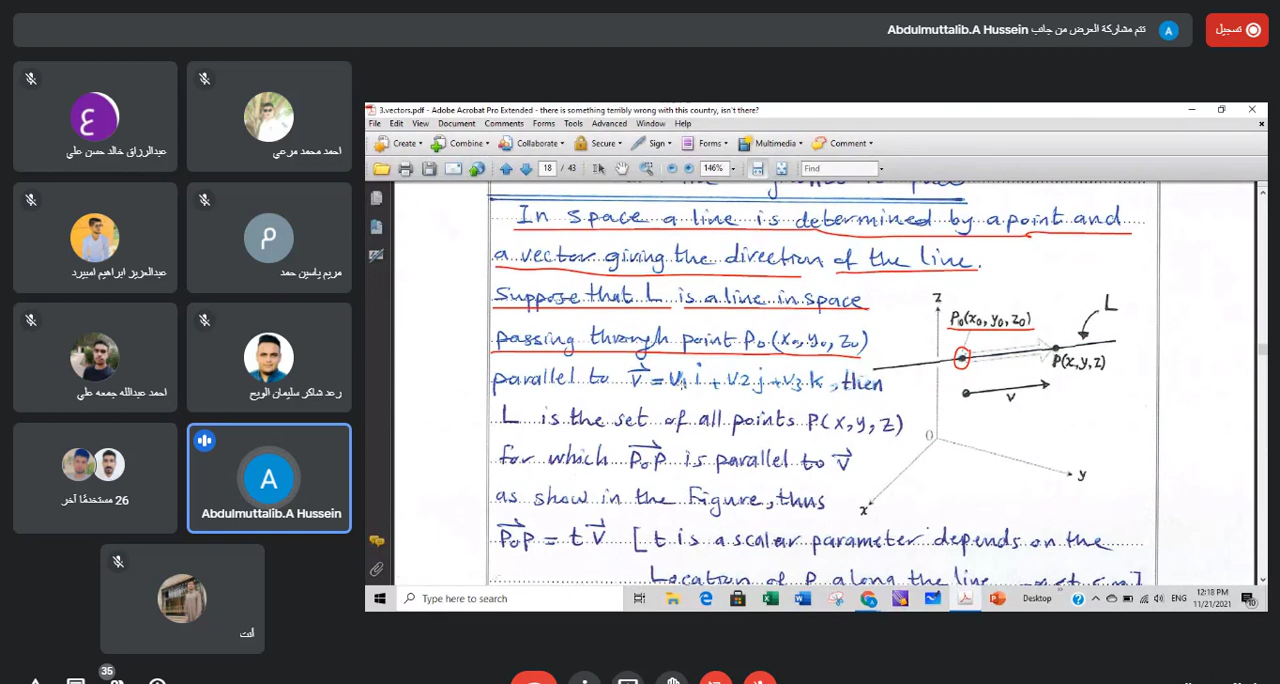 تتم مشاركة العرض من جانب Abdulmuttalib.A Hussein
A
تسجيل
ع
عبدالرزاق خالد حسن علي
احمد محمد مرعي
عبدالعزيز ابراهيم امبيرد
م
مريم ياسين حمد
احمد عبدالله جمعه علي
رعد شاكر سليمان الويح
26 مستخدمًا آخر
A
Abdulmuttalib.A Hussein
أنت
35
3.vectors.pdf - Adobe Acrobat Pro Extended - there is something terribly wrong with this country, isn't there?
File Edit View Document Comments Forms Tools Advanced Window Help
Create Combine Collaborate Secure Sign Forms Multimedia Comment
18 / 43 146% Find
In space a line is determined by a point and
a vector giving the direction of the line.
Suppose that L is a line in space
passing through point P₀(x₀,y₀,z₀)
parallel to v⃗ = v₁i + v2j + v₃k, then
L is the set of all points P(x,y,z)
for which P₀P⃗ is parallel to v⃗
as show in the Figure, thus
P₀P⃗ = t v⃗ [t is a scalar parameter depends on the
Location of P along the line
z
P₀(x₀,y₀,z₀)
L
P(x,y,z)
v
0
y
x
Type here to search
Desktop
ENG
12:18 PM
11/21/2021
10